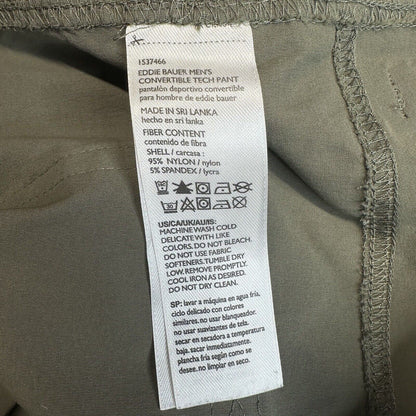 1537466
EDDIE BAUER MEN'S
CONVERTIBLE TECH PANT
pantalón deportivo convertible
para hombre de eddie bauer
MADE IN SRI LANKA
hecho en sri lanka
FIBER CONTENT
contenido de fibra
SHELL / carcasa :
95% NYLON / nylon
5% SPANDEX / lycra
30
US/CA/UK/AU/IS:
MACHINE WASH COLD
DELICATE WITH LIKE
COLORS. DO NOT BLEACH.
DO NOT USE FABRIC
SOFTENERS. TUMBLE DRY
LOW. REMOVE PROMPTLY.
COOL IRON AS DESIRED.
DO NOT DRY CLEAN.
SP: lavar a máquina en agua fria,
ciclo delicado con colores
similares. no usar blanqueador.
no usar suavizantes de tela.
secar en secadora a temperatura
baja. sacar inmediatamente.
plancha fría según como se
desee. no limpiar en seco.